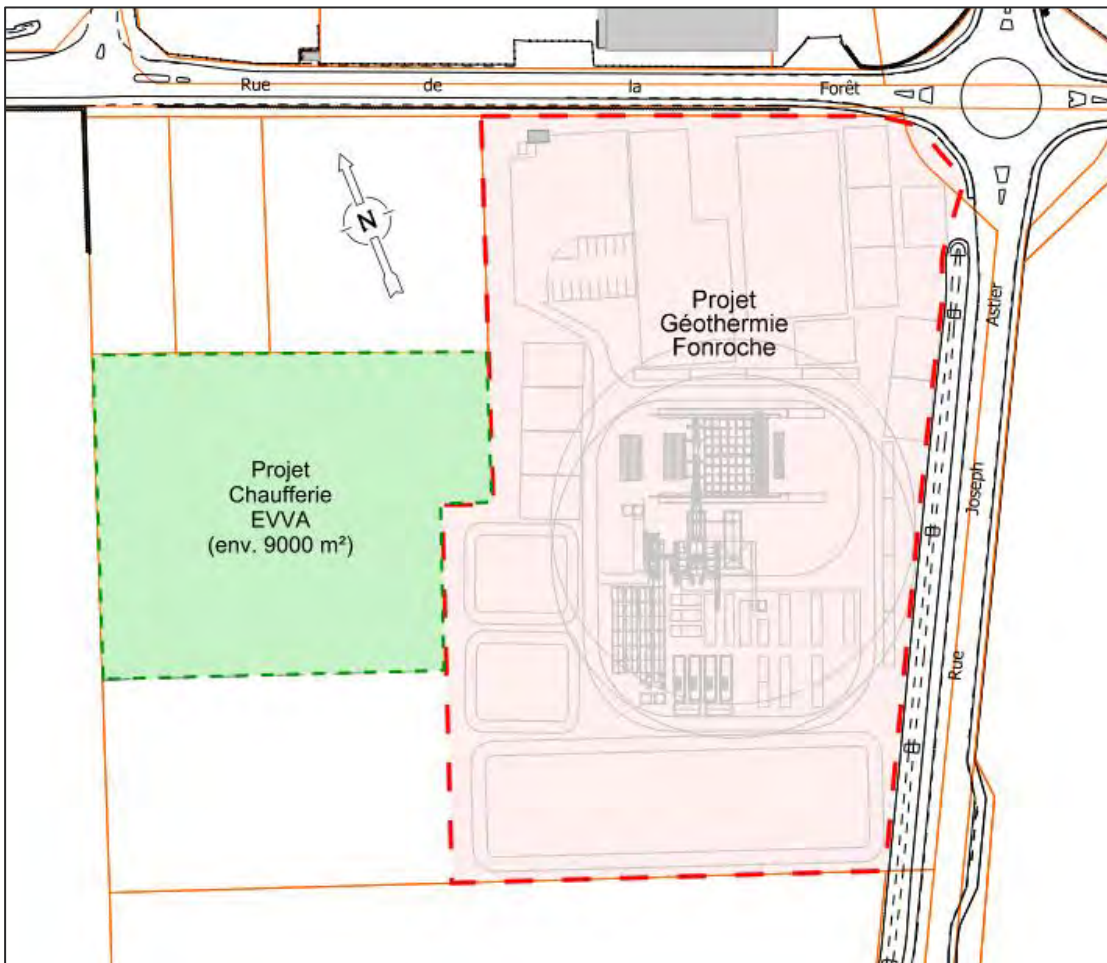 Rue de la Forêt
N
Projet
Géothermie
Fonroche
Projet
Chaufferie
EVVA
(env. 9000 m²)
Rue Joseph Astier